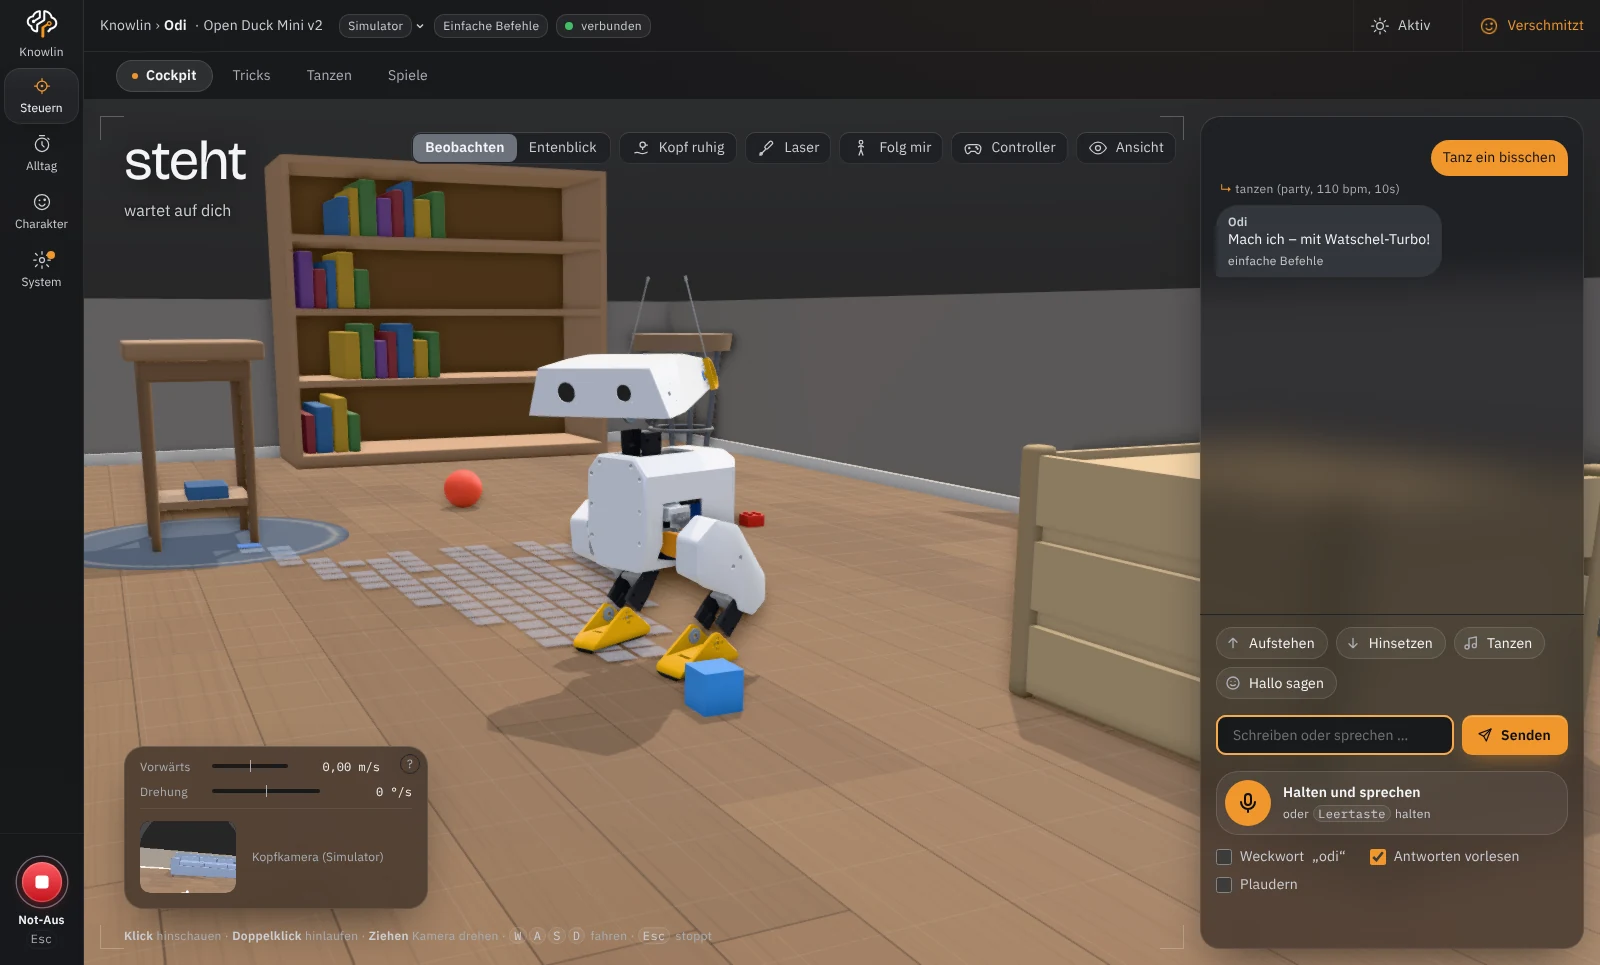 Knowlin
Knowlin › Odi · Open Duck Mini v2
Simulator
Einfache Befehle
verbunden
Aktiv
Verschmitzt
Cockpit
Tricks
Tanzen
Spiele
Steuern
Alltag
Charakter
System
steht
wartet auf dich
Beobachten
Entenblick
Kopf ruhig
Laser
Folg mir
Controller
Ansicht
Tanz ein bisschen
tanzen (party, 110 bpm, 10s)
Odi
Mach ich – mit Watschel-Turbo!
einfache Befehle
Aufstehen
Hinsetzen
Tanzen
Hallo sagen
Schreiben oder sprechen ...
Senden
Halten und sprechen
oder Leertaste halten
Weckwort „odi“
Antworten vorlesen
Plaudern
Vorwärts 0,00 m/s ?
Drehung 0 °/s
Kopfkamera (Simulator)
Klick hinschauen · Doppelklick hinlaufen · Ziehen Kamera drehen · W A S D fahren · Esc stoppt
Not-Aus
Esc